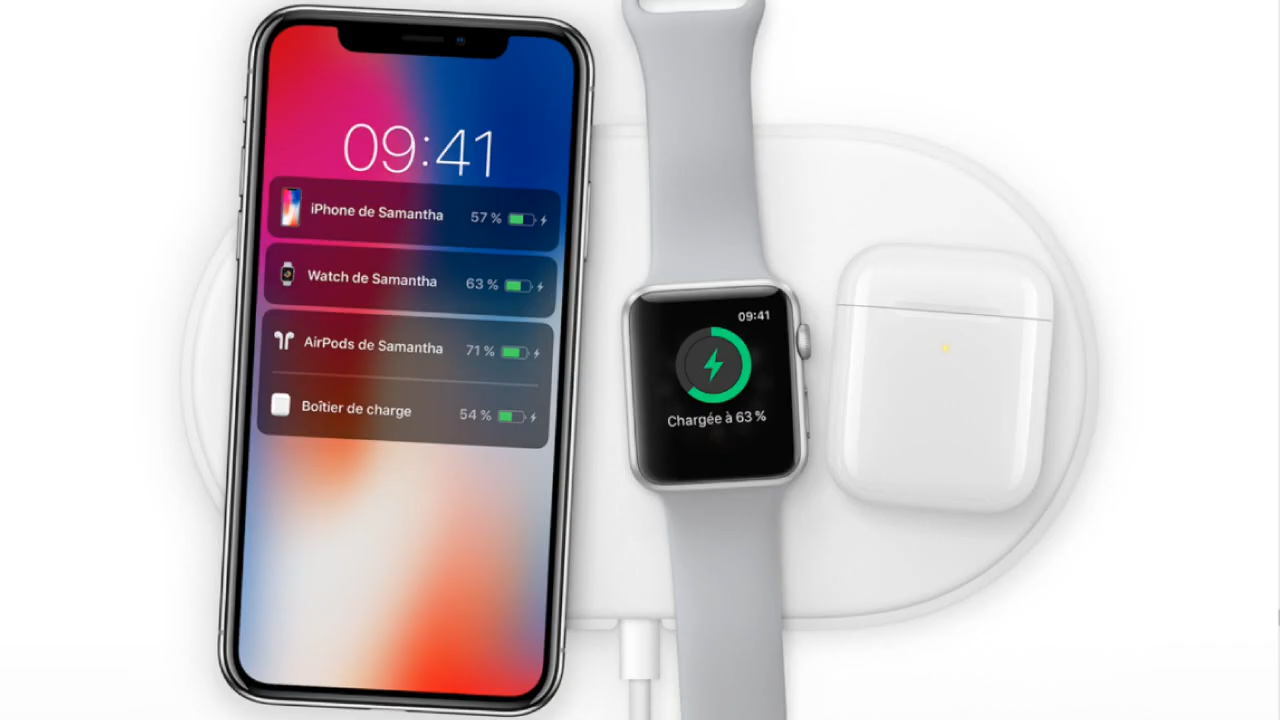 09:41
iPhone de Samantha 57 %
Watch de Samantha 63 %
AirPods de Samantha 71 %
Boîtier de charge 54 %
09:41
Chargée à 63 %